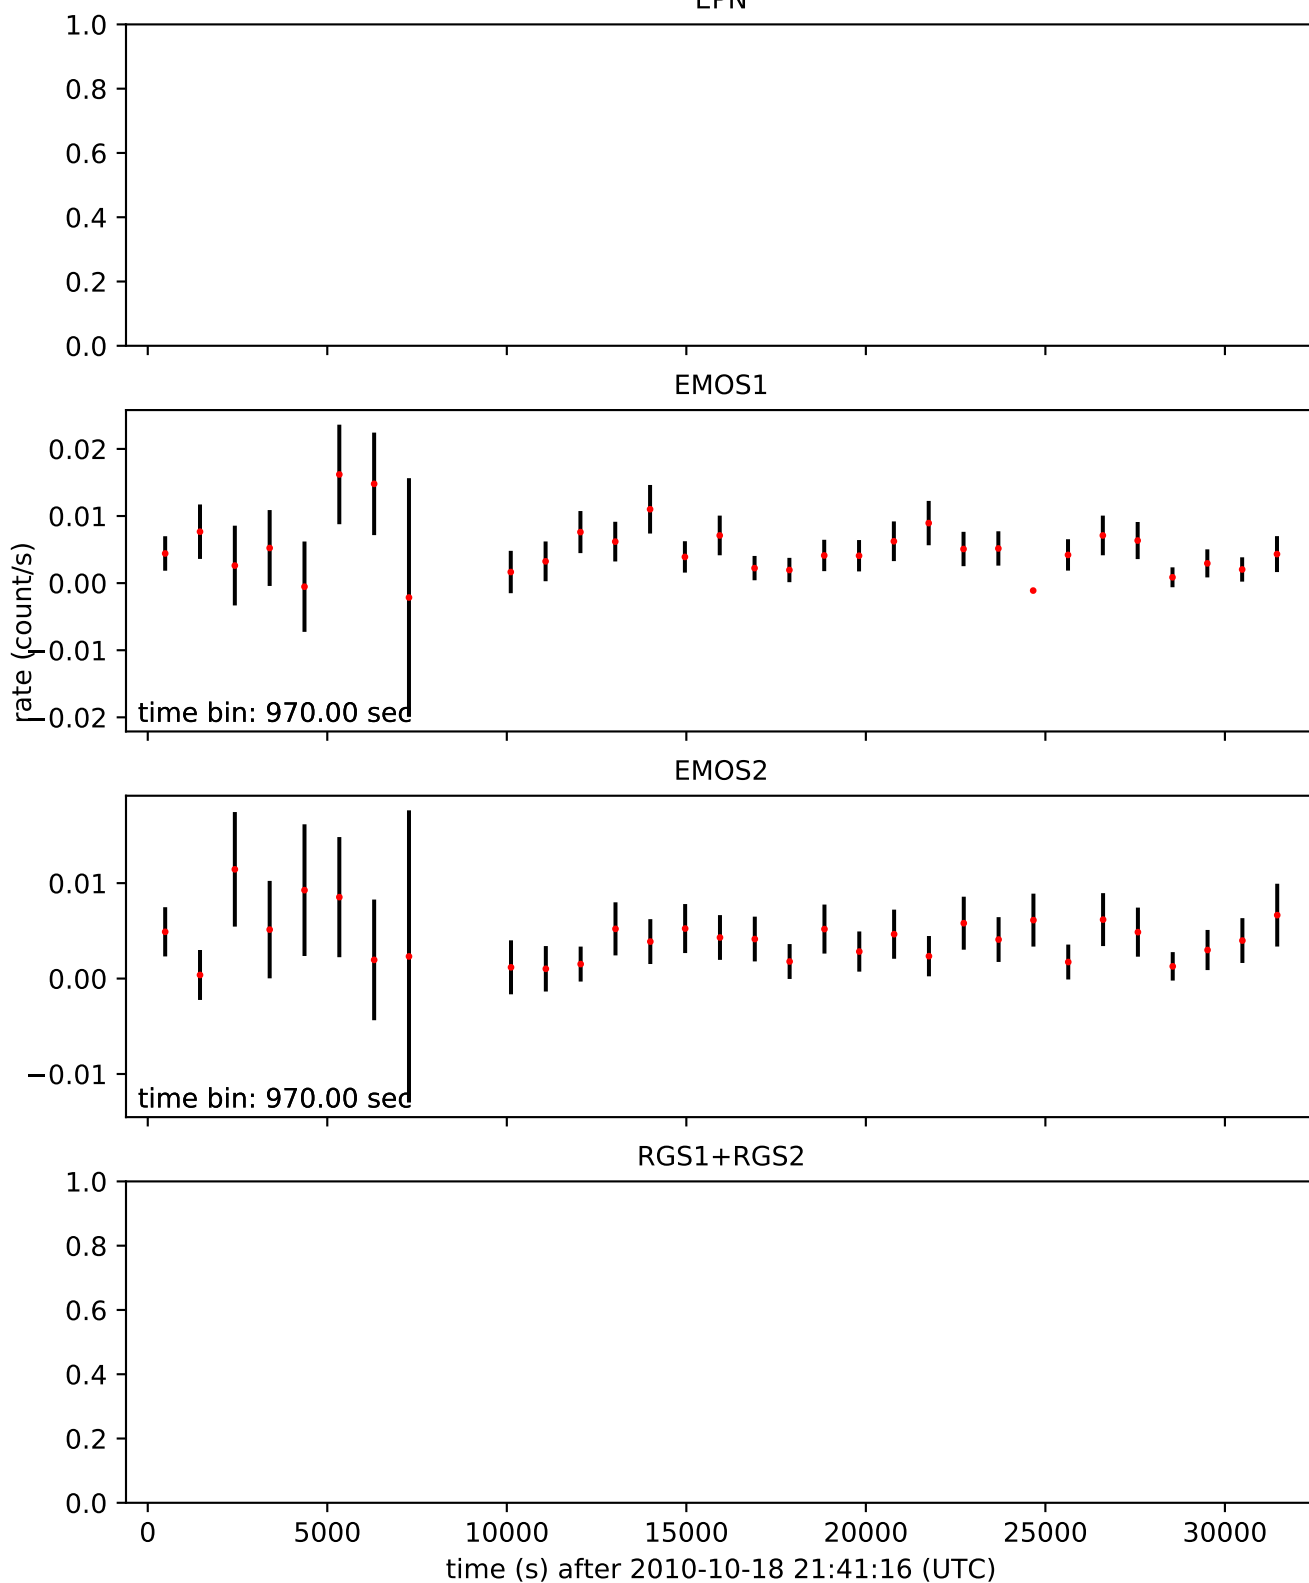 EPN
1.0
0.8
0.6
0.4
0.2
0.0
EMOS1
0.02
0.01
0.00
−0.01
−0.02
rate (count/s)
time bin: 970.00 sec
EMOS2
0.01
0.00
−0.01
time bin: 970.00 sec
RGS1+RGS2
1.0
0.8
0.6
0.4
0.2
0.0
0 5000 10000 15000 20000 25000 30000
time (s) after 2010-10-18 21:41:16 (UTC)